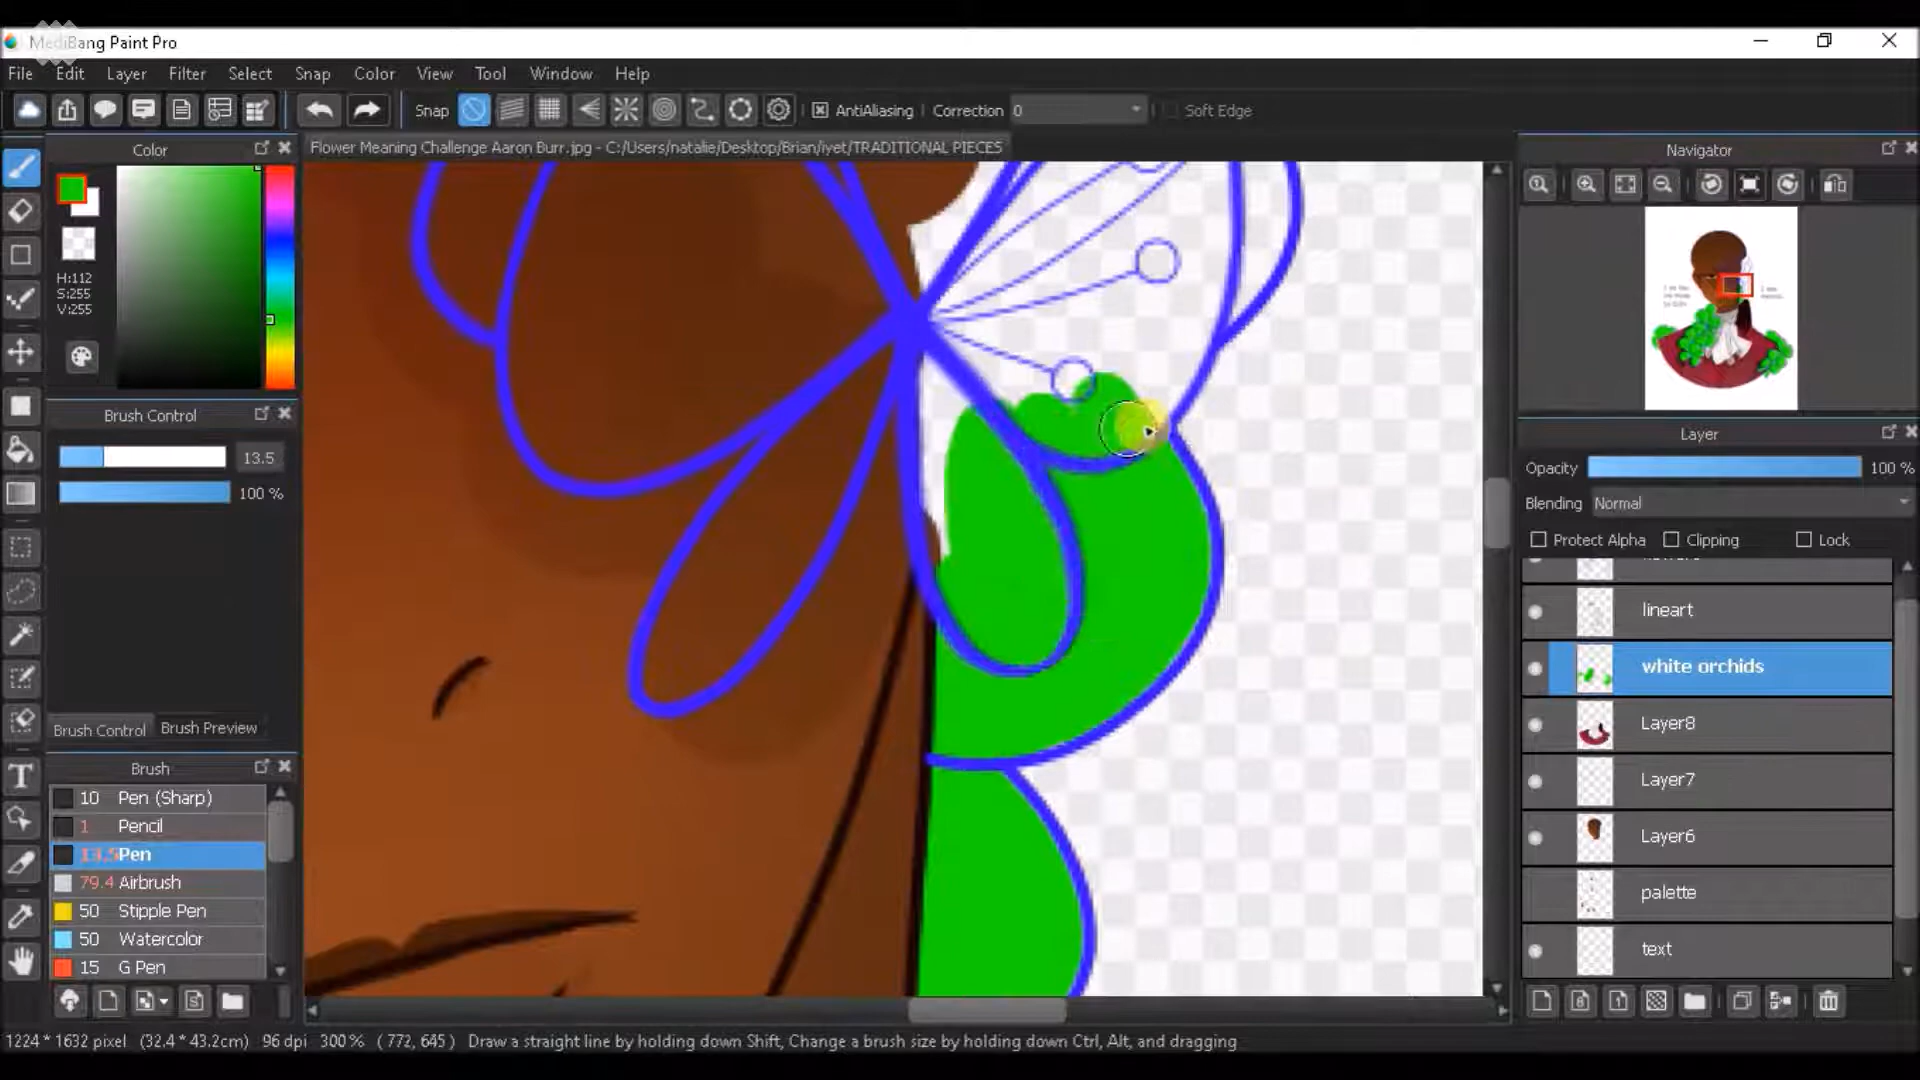 MediBang Paint Pro
File Edit Layer Filter Select Snap Color View Tool Window Help
Snap AntiAliasing Correction 0 Soft Edge
Color
Flower Meaning Challenge Aaron Burr.jpg - C:/Users/natalie/Desktop/Brian/iyet/TRADITIONAL PIECES
Navigator
H:112
S:255
V:255
Brush Control
13.5
100 %
Brush Control Brush Preview
Brush
10 Pen (Sharp)
1 Pencil
13.5 Pen
79.4 Airbrush
50 Stipple Pen
50 Watercolor
15 G Pen
Layer
Opacity 100 %
Blending Normal
Protect Alpha Clipping Lock
lineart
white orchids
Layer8
Layer7
Layer6
palette
text
1224 * 1632 pixel (32.4 * 43.2cm) 96 dpi 300% ( 772, 645 ) Draw a straight line by holding down Shift, Change a brush size by holding down Ctrl, Alt, and dragging